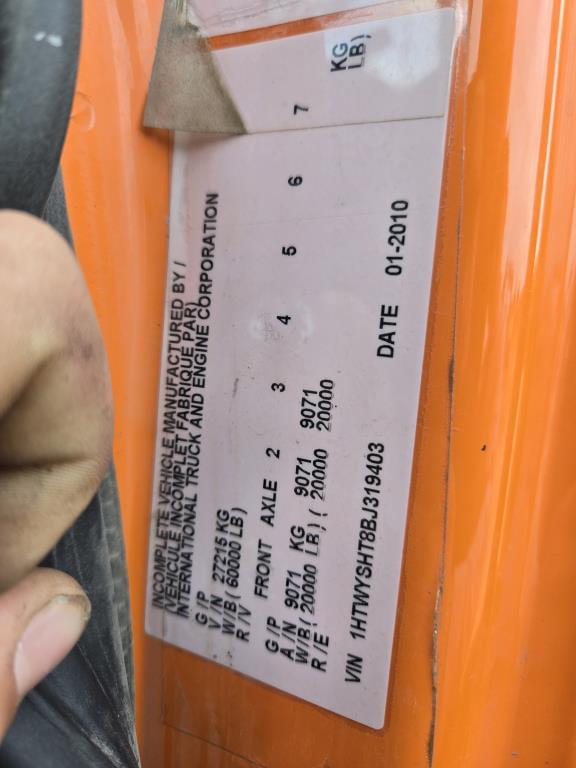 INCOMPLETE VEHICLE MANUFACTURED BY /
(VEHICULE INCOMPLET FABRIQUE PAR)
INTERNATIONAL TRUCK AND ENGINE CORPORATION
G / P
V / N 27215 KG
W/B ( 60000 LB )
R / V
FRONT AXLE 2 3 4 5 6 7
G / P
A / N 9071 KG 9071 9071 KG
W/B ( 20000 LB ) ( 20000 20000 LB )
R / E
VIN 1HTWYSHT8BJ319403 DATE 01-2010